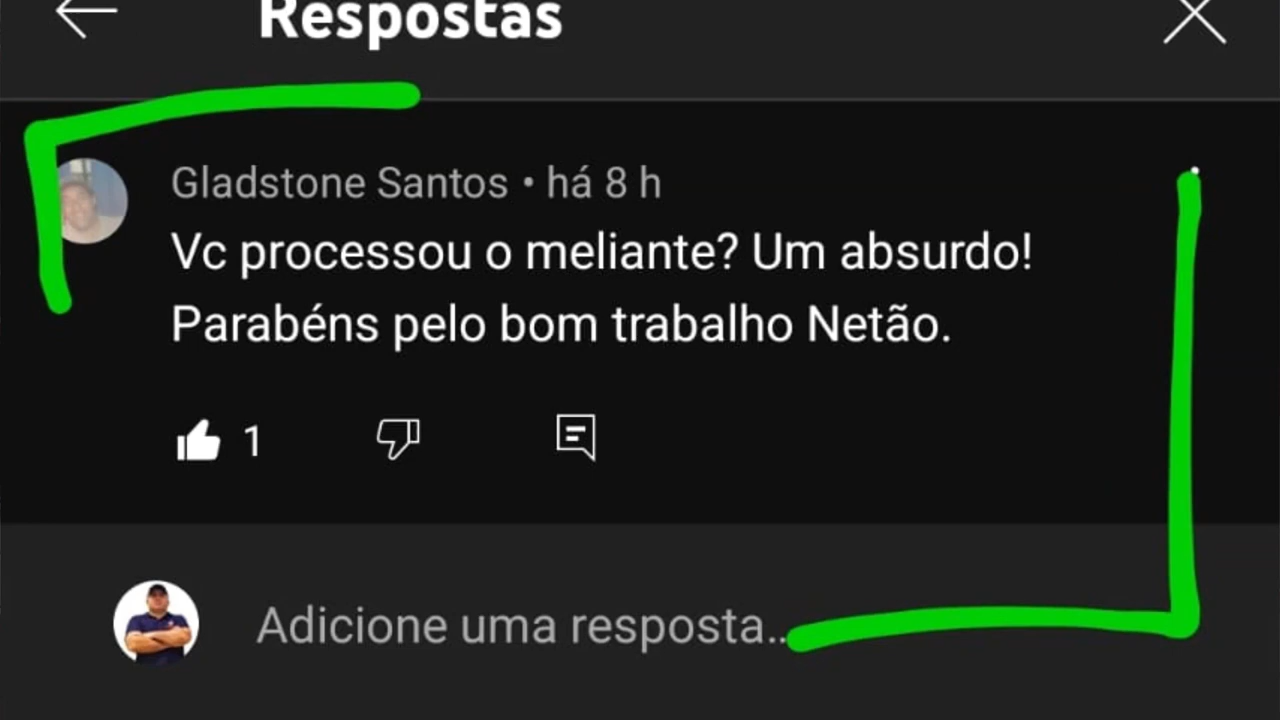 Respostas
Gladstone Santos • há 8 h
Vc processou o meliante? Um absurdo!
Parabéns pelo bom trabalho Netão.
1
Adicione uma resposta...